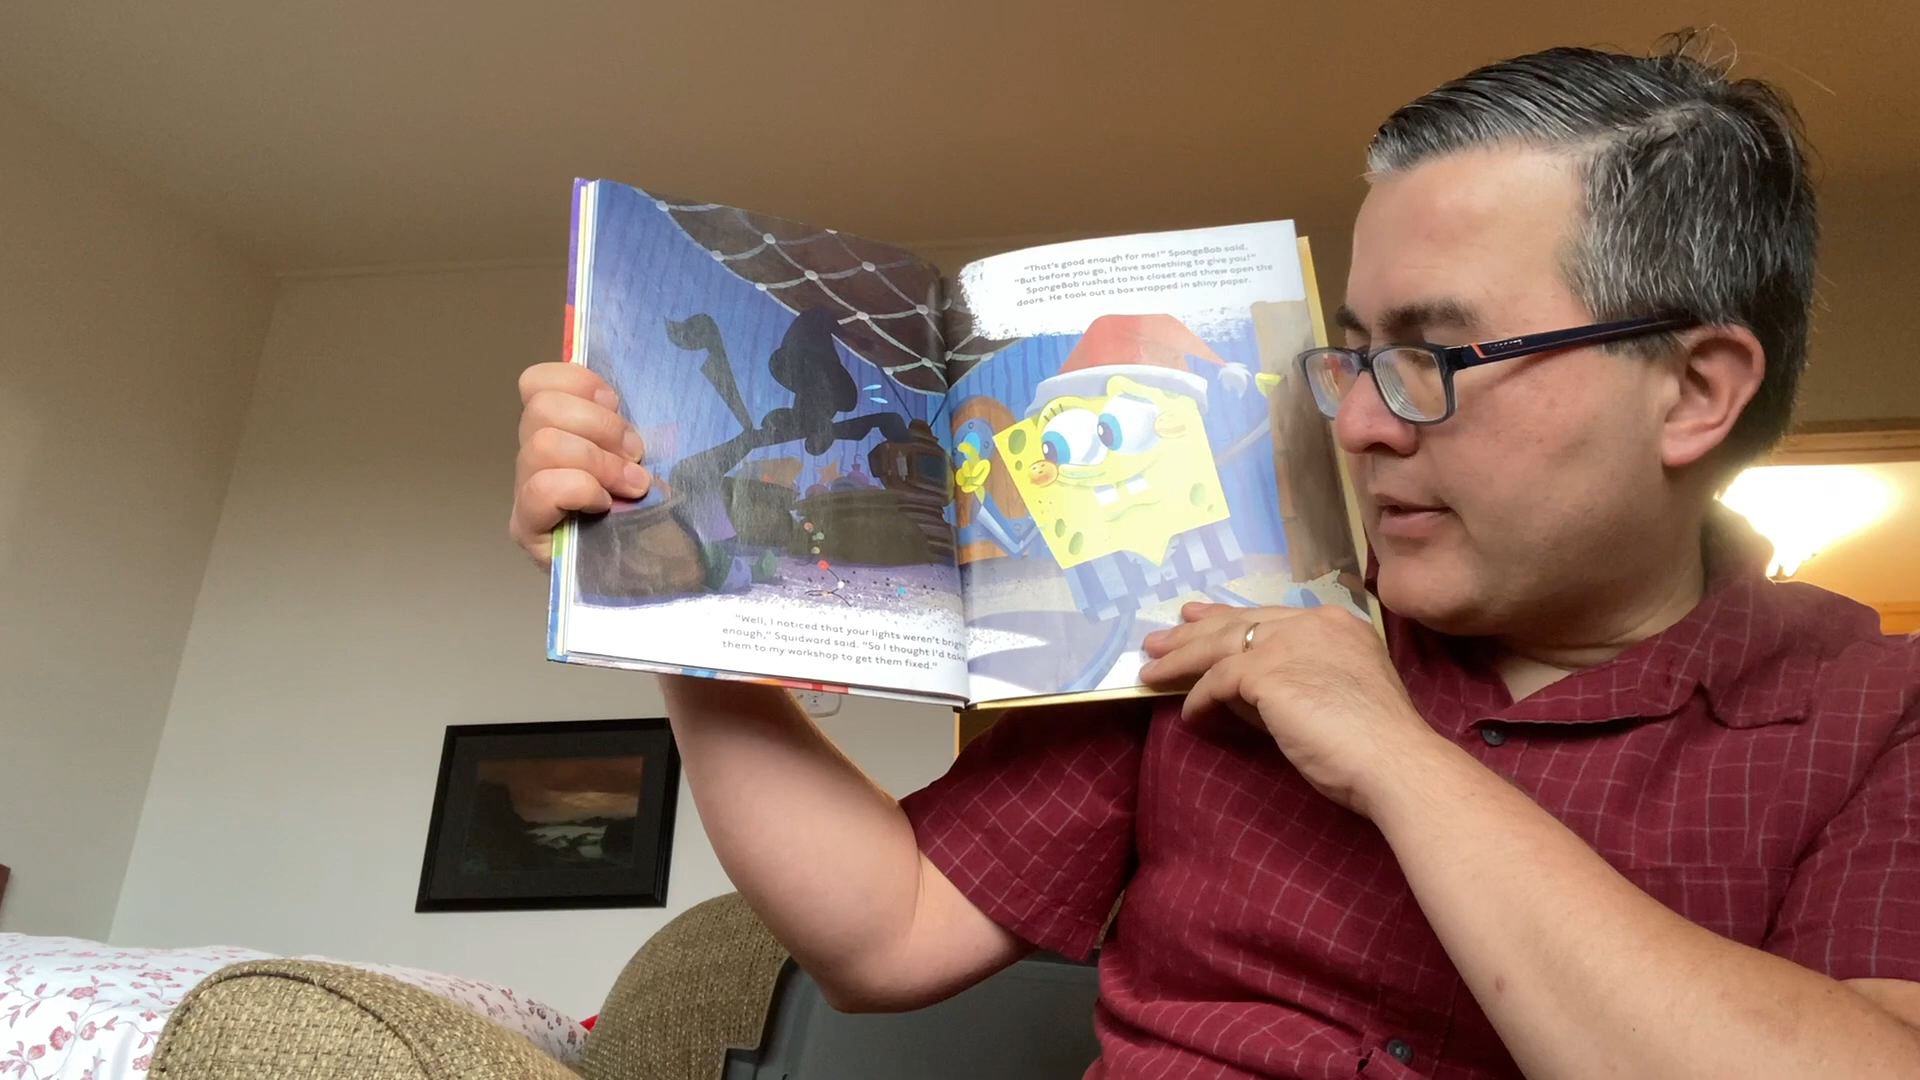 "Well, I noticed that your lights weren't bright
enough," Squidward said. "So I thought I'd take
them to my workshop to get them fixed."
"That's good enough for me!" SpongeBob said.
"But before you go, I have something to give you!"
SpongeBob rushed to his closet and threw open the
doors. He took out a box wrapped in shiny paper.